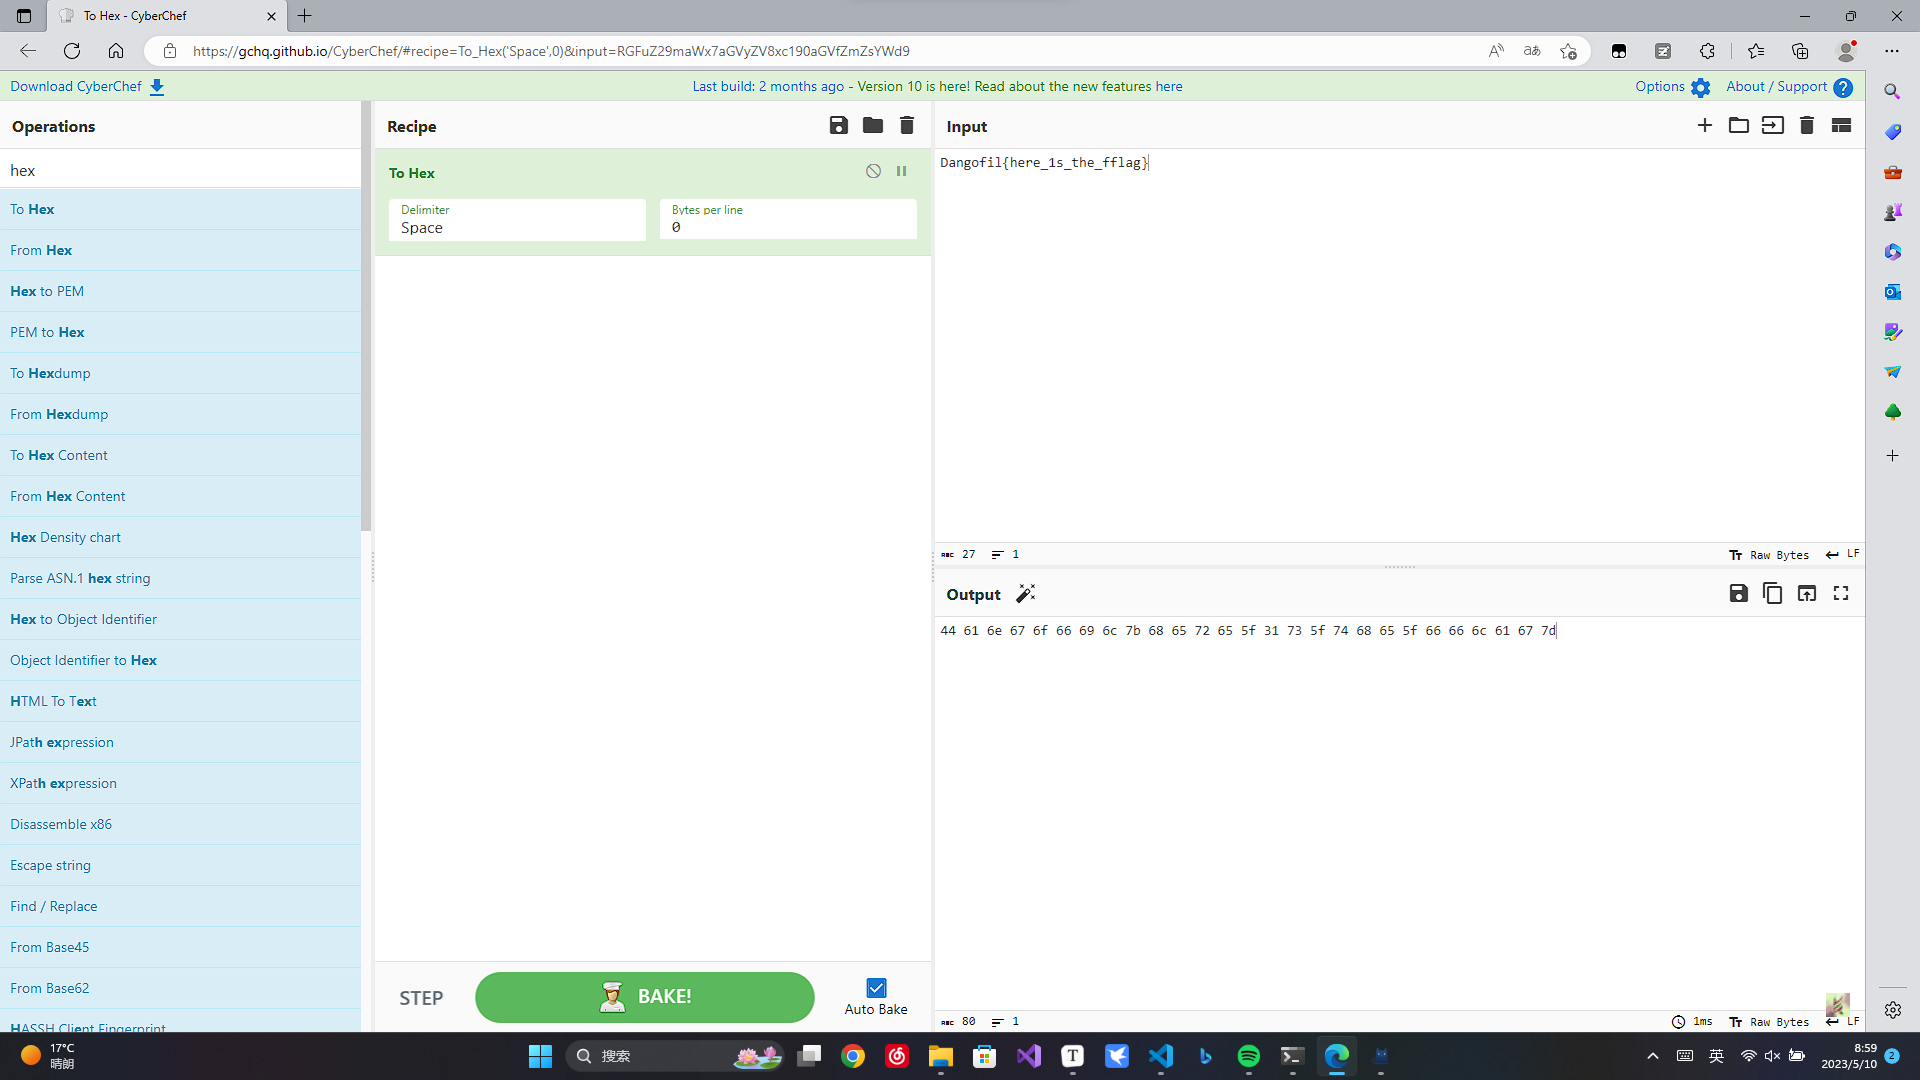 To Hex - CyberChef
https://gchq.github.io/CyberChef/#recipe=To_Hex('Space',0)&input=RGFuZ29maWx7aGVyZV8xc190aGVfZmZsYWd9
Download CyberChef
Last build: 2 months ago - Version 10 is here! Read about the new features here
Options
About / Support
Operations
hex
To Hex
From Hex
Hex to PEM
PEM to Hex
To Hexdump
From Hexdump
To Hex Content
From Hex Content
Hex Density chart
Parse ASN.1 hex string
Hex to Object Identifier
Object Identifier to Hex
HTML To Text
JPath expression
XPath expression
Disassemble x86
Escape string
Find / Replace
From Base45
From Base62
HASSH Client Fingerprint
Recipe
To Hex
Delimiter
Space
Bytes per line
0
STEP
BAKE!
Auto Bake
Input
Dangofil{here_1s_the_fflag}
27
1
Raw Bytes
LF
Output
44 61 6e 67 6f 66 69 6c 7b 68 65 72 65 5f 31 73 5f 74 68 65 5f 66 66 6c 61 67 7d
80
1
1ms
Raw Bytes
LF
17°C
晴朗
搜索
英
8:59
2023/5/10
2